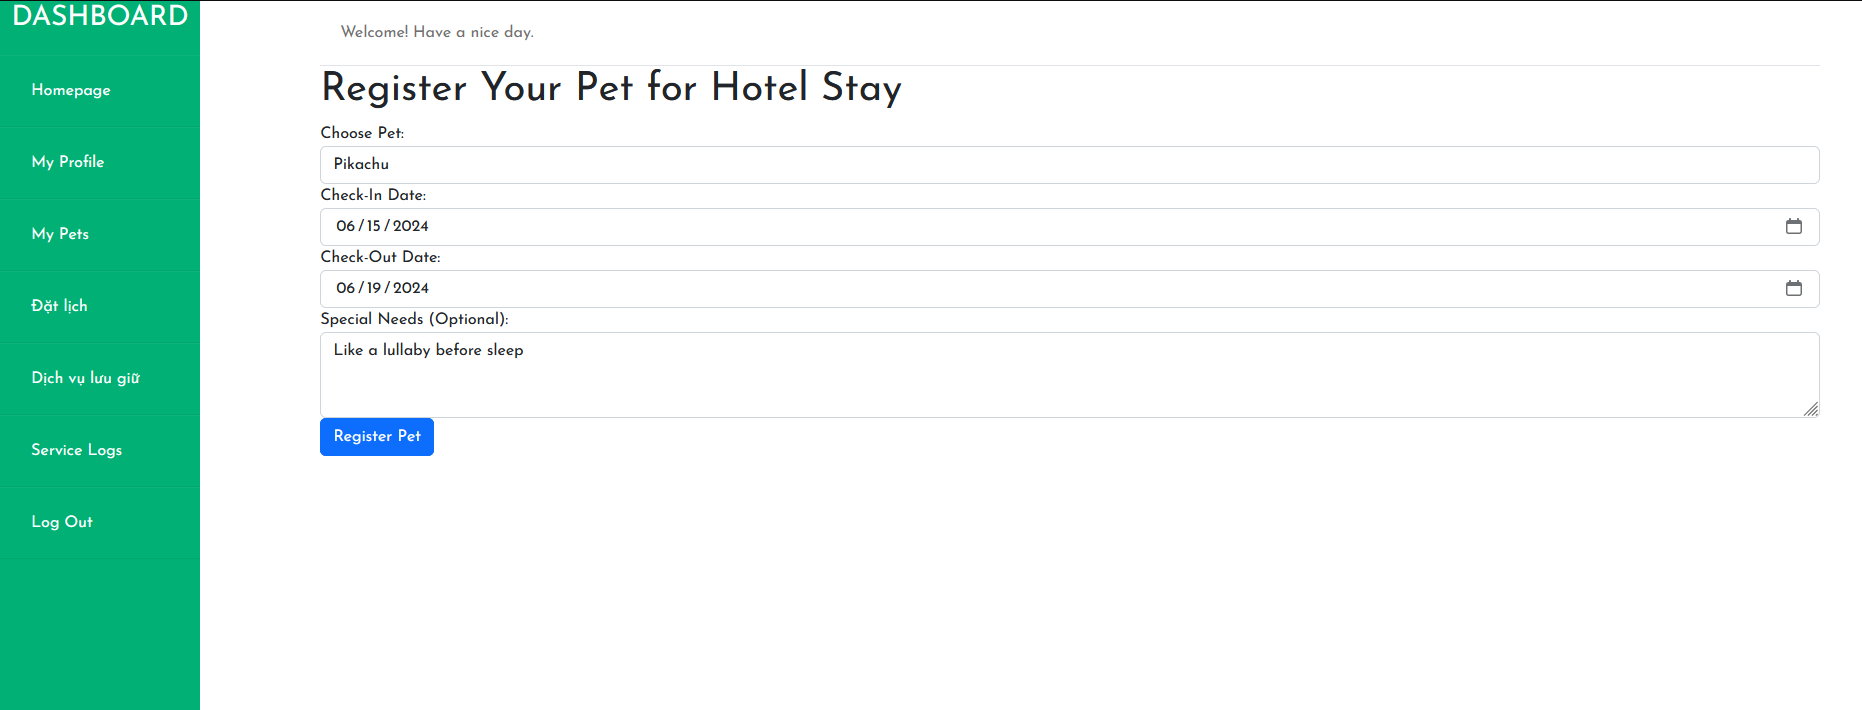 DASHBOARD
Homepage
My Profile
My Pets
Đặt lịch
Dịch vụ lưu giữ
Service Logs
Log Out
Welcome! Have a nice day.
Register Your Pet for Hotel Stay
Choose Pet:
Pikachu
Check-In Date:
06/15/2024
Check-Out Date:
06/19/2024
Special Needs (Optional):
Like a lullaby before sleep
Register Pet